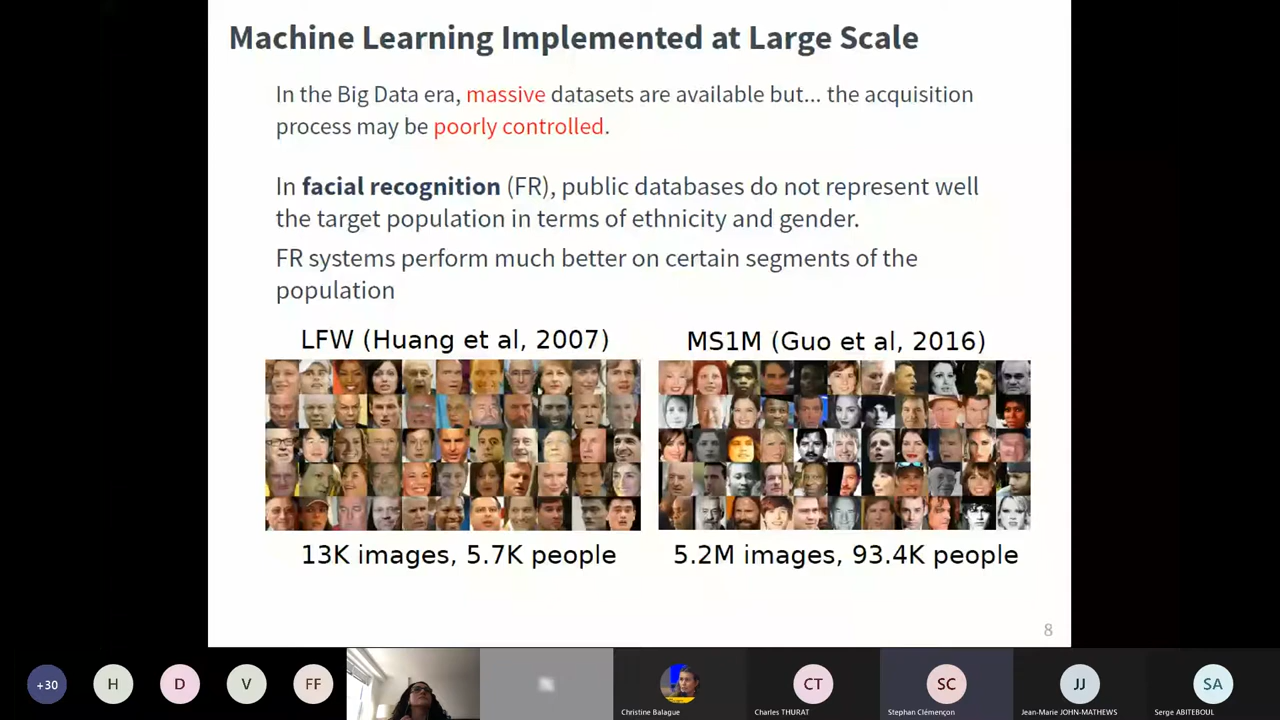 Machine Learning Implemented at Large Scale
In the Big Data era, massive datasets are available but... the acquisition
process may be poorly controlled.
In facial recognition (FR), public databases do not represent well
the target population in terms of ethnicity and gender.
FR systems perform much better on certain segments of the
population
LFW (Huang et al, 2007)
MS1M (Guo et al, 2016)
13K images, 5.7K people
5.2M images, 93.4K people
8
+30
H
D
V
FF
CT
SC
JJ
SA
Christine Balague
Charles THURAT
Stephan Clémençon
Jean-Marie JOHN-MATHEWS
Serge ABITEBOUL